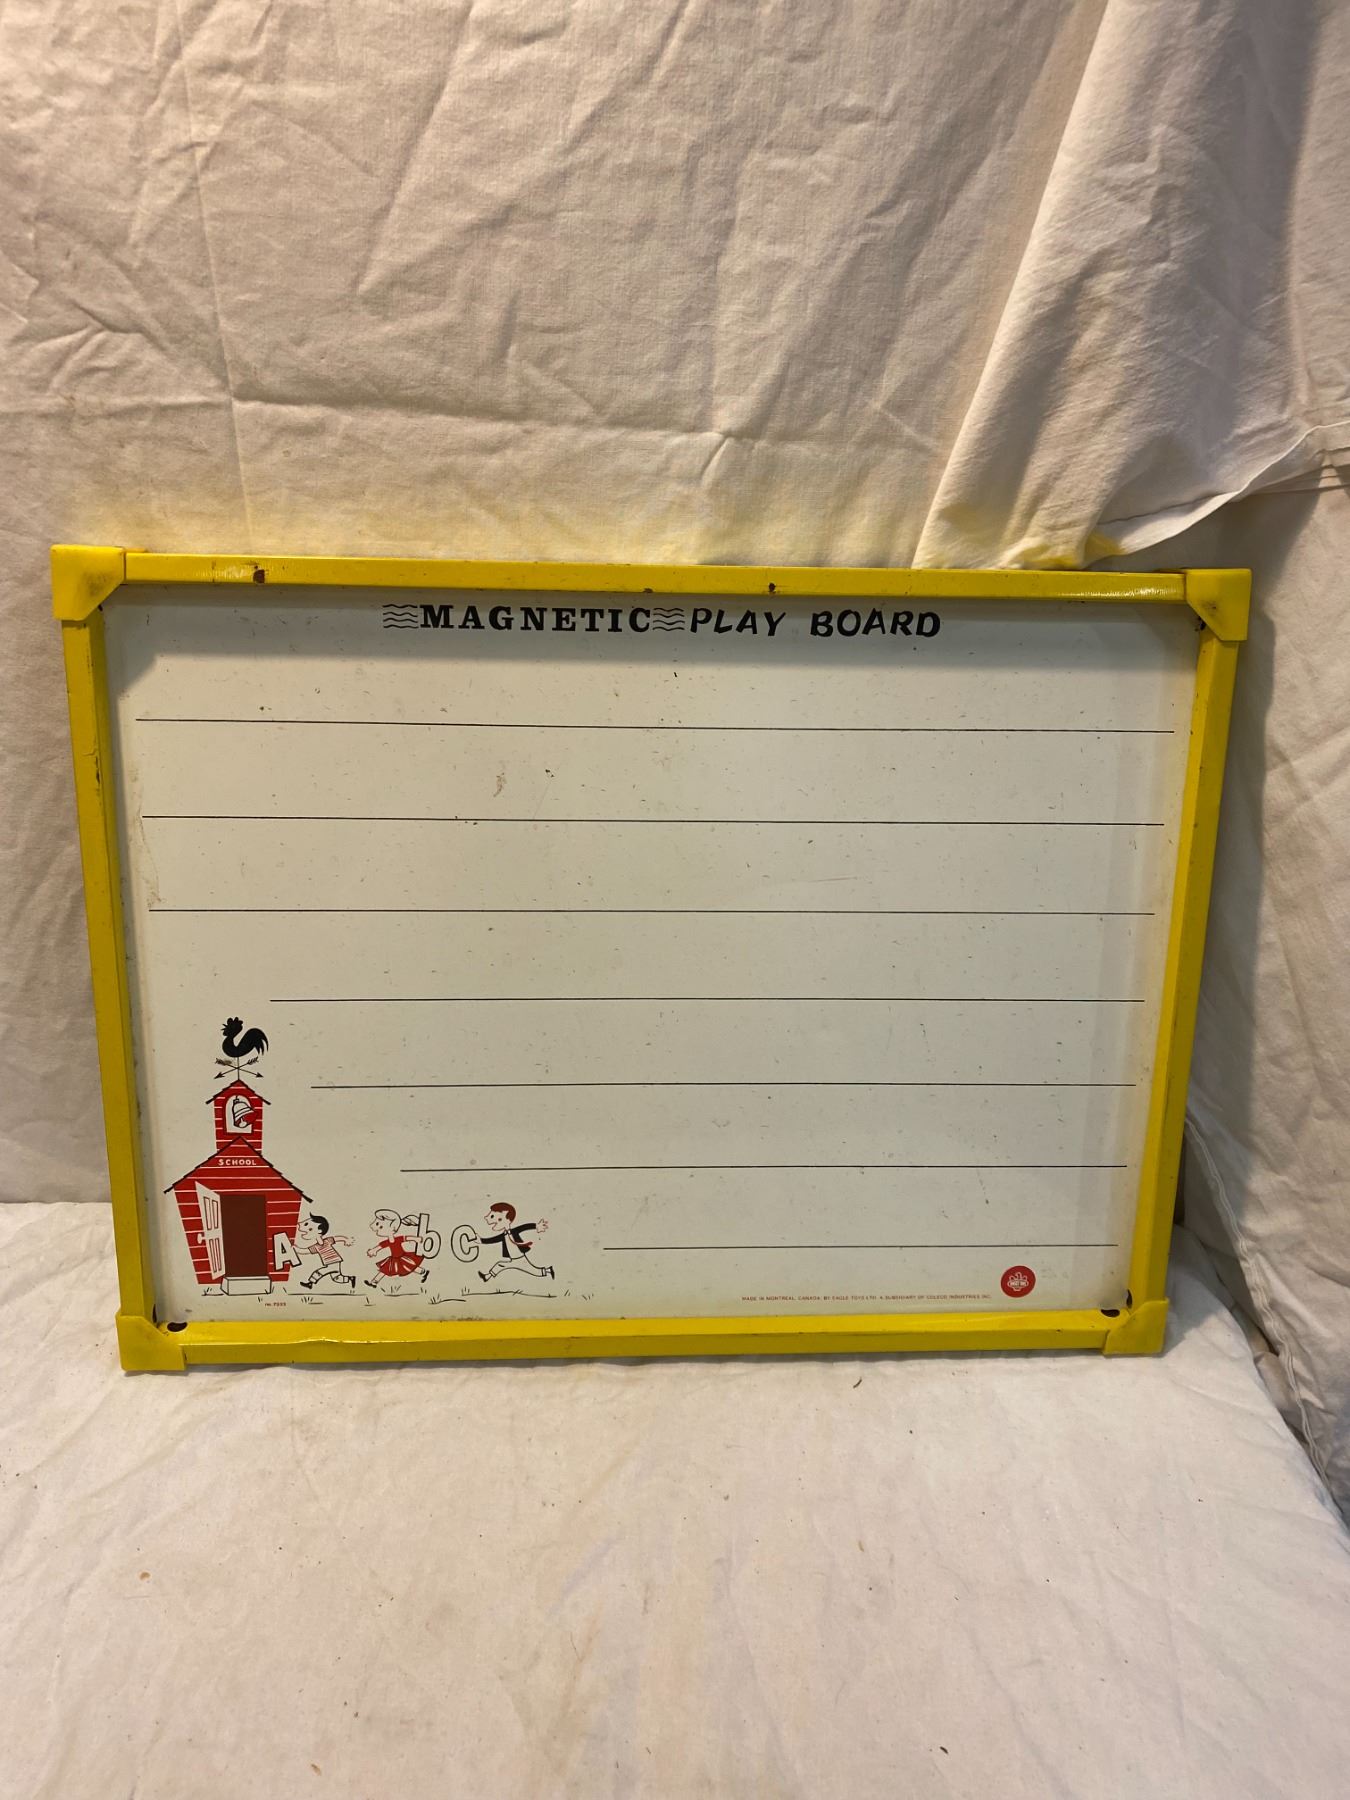 MAGNETIC PLAY BOARD
SCHOOL
A b C
MADE IN MONTREAL, CANADA, BY EAGLE TOYS LTD. A SUBSIDIARY OF COLECO INDUSTRIES INC.